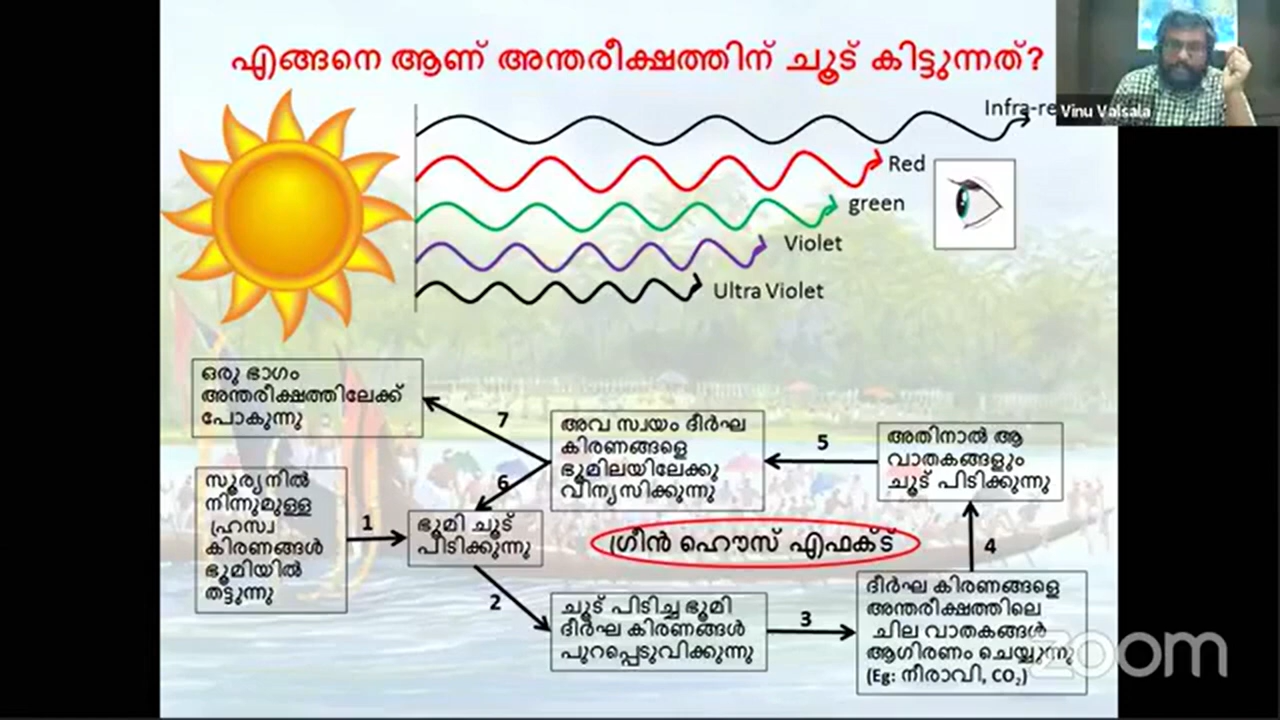 എങ്ങനെ ആണ് അന്തരീക്ഷത്തിന് ചൂട് കിട്ടുന്നത്?
Vinu Valsala
Infra-re
Red
green
Violet
Ultra Violet
ഒരു ഭാഗം
അന്തരീക്ഷത്തിലേക്ക്
പോകുന്നു
7
അവ സ്വയം ദീർഘ
കിരണങ്ങളെ
ഭൂമിലയിലേക്കു
വിന്യസിക്കുന്നു
5
അതിനാൽ ആ
വാതകങ്ങളും
ചൂട് പിടിക്കുന്നു
6
സൂര്യനിൽ
നിന്നുമുള്ള
ഹ്രസ്വ
കിരണങ്ങൾ
ഭൂമിയിൽ
തട്ടുന്നു
1
ഭൂമി ചൂട്
പിടിക്കുന്നു
ഗ്രീൻ ഹൌസ് എഫക്ട്
4
2
ചൂട് പിടിച്ച ഭൂമി
ദീർഘ കിരണങ്ങൾ
പുറപ്പെടുവിക്കുന്നു
3
ദീർഘ കിരണങ്ങളെ
അന്തരീക്ഷത്തിലെ
ചില വാതകങ്ങൾ
ആഗിരണം ചെയ്യുന്നു
(Eg: നീരാവി, CO₂)
zoom